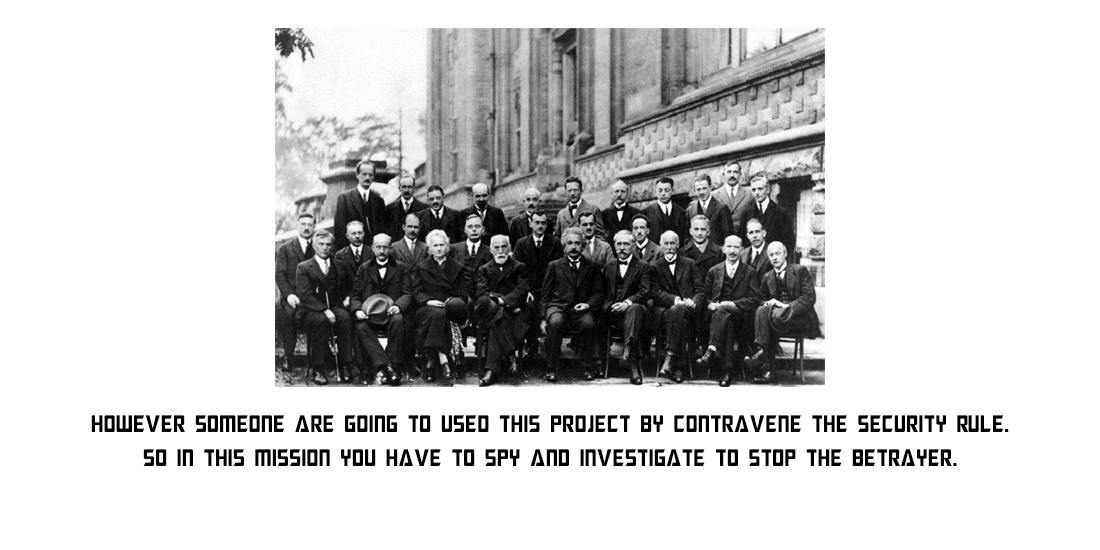 HOWEVER SOMEONE ARE GOING TO USED THIS PROJECT BY CONTRAVENE THE SECURITY RULE.
SO IN THIS MISSION YOU HAVE TO SPY AND INVESTIGATE TO STOP THE BETRAYER.